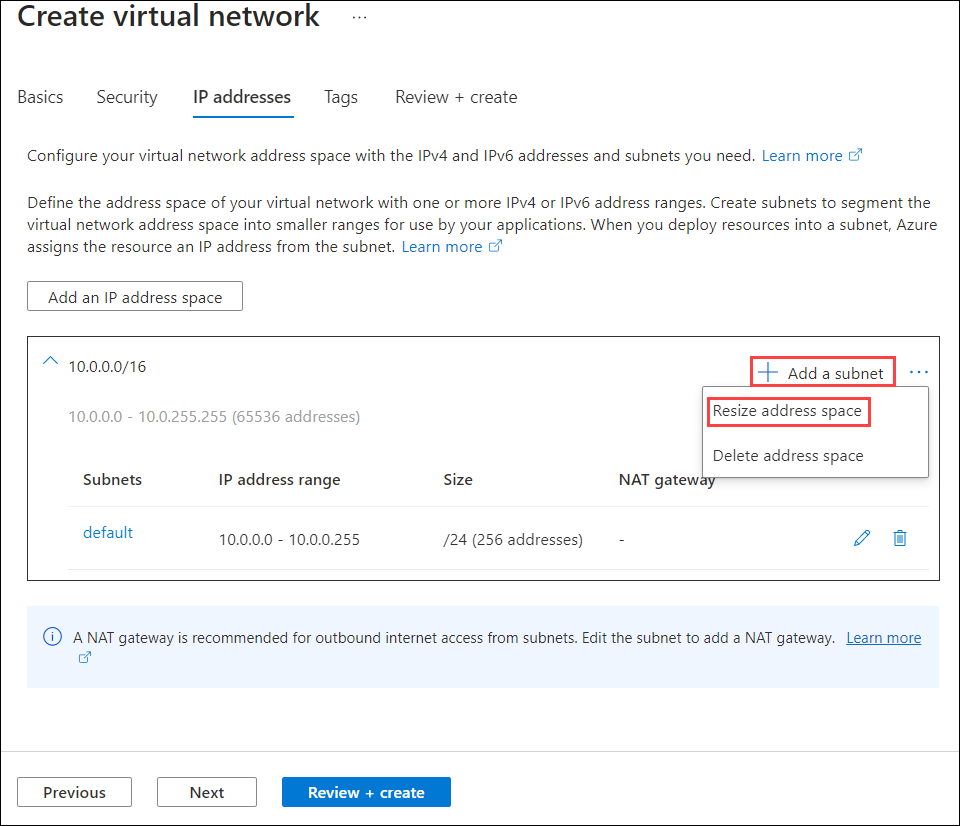 Create virtual network ...
Basics Security IP addresses Tags Review + create
Configure your virtual network address space with the IPv4 and IPv6 addresses and subnets you need. Learn more
Define the address space of your virtual network with one or more IPv4 or IPv6 address ranges. Create subnets to segment the
virtual network address space into smaller ranges for use by your applications. When you deploy resources into a subnet, Azure
assigns the resource an IP address from the subnet. Learn more
Add an IP address space
10.0.0.0/16
+ Add a subnet ...
10.0.0.0 - 10.0.255.255 (65536 addresses)
Resize address space
Delete address space
Subnets IP address range Size NAT gateway
default 10.0.0.0 - 10.0.0.255 /24 (256 addresses) -
A NAT gateway is recommended for outbound internet access from subnets. Edit the subnet to add a NAT gateway. Learn more
Previous Next Review + create